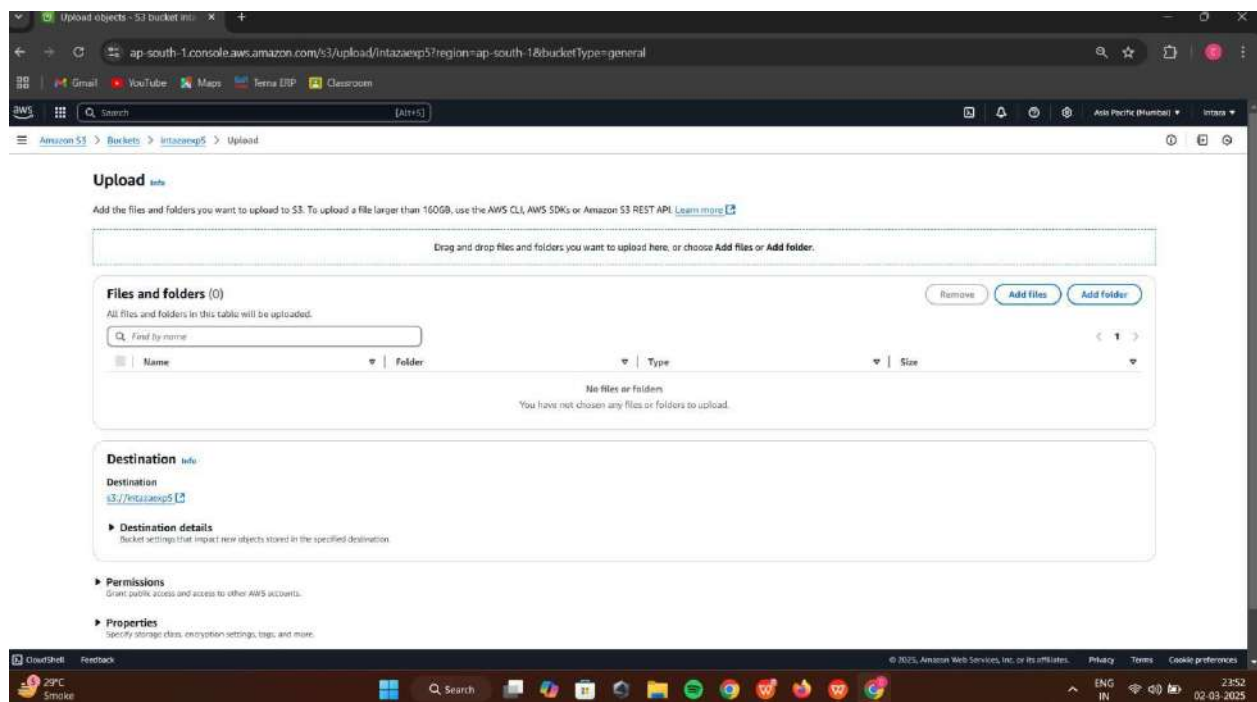 Upload objects - S3 bucket inta
ap-south-1.console.aws.amazon.com/s3/upload/intazaexp5?region=ap-south-1&bucketType=general
Gmail YouTube Maps Terna ERP Classroom
aws Search [Alt+S] Asia Pacific (Mumbai) Intara
Amazon S3 > Buckets > intazaexp5 > Upload
Upload Info
Add the files and folders you want to upload to S3. To upload a file larger than 160GB, use the AWS CLI, AWS SDKs or Amazon S3 REST API. Learn more
Drag and drop files and folders you want to upload here, or choose Add files or Add folder.
Files and folders (0) Remove Add files Add folder
All files and folders in this table will be uploaded.
Find by name < 1 >
Name Folder Type Size
No files or folders
You have not chosen any files or folders to upload.
Destination Info
Destination
s3://intazaexp5
Destination details
Bucket settings that impact new objects stored in the specified destination.
Permissions
Grant public access and access to other AWS accounts.
Properties
Specify storage class, encryption settings, tags, and more.
CloudShell Feedback © 2025, Amazon Web Services, Inc. or its affiliates. Privacy Terms Cookie preferences
29°C
Smoke
Search
ENG
IN
23:52
02-03-2025